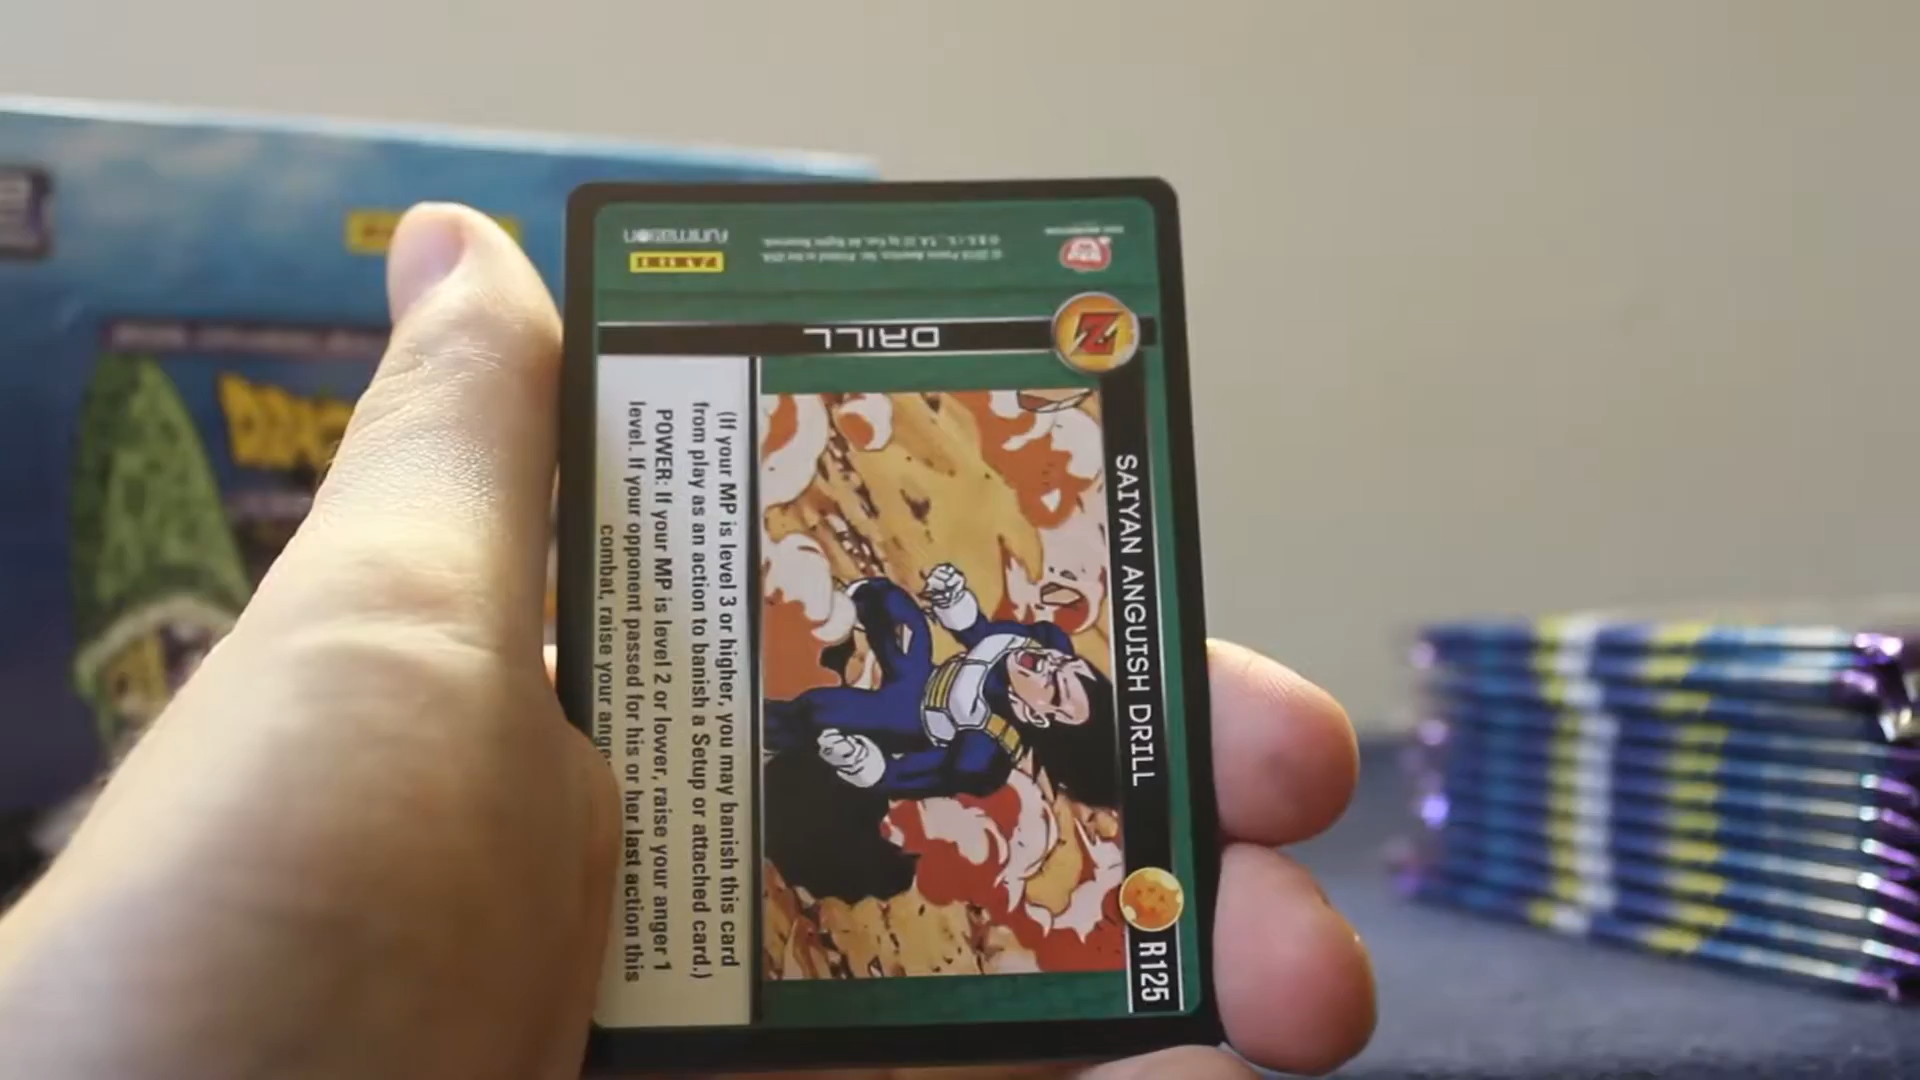 SAIYAN ANGUISH DRILL
R125
DRILL
(If your MP is level 3 or higher, you may banish this card
from play as an action to banish a Setup or attached card.)
POWER: If your MP is level 2 or lower, raise your anger 1
level. If your opponent passed for his or her last action this
combat, raise your anger
PANINI
FUNIMATION